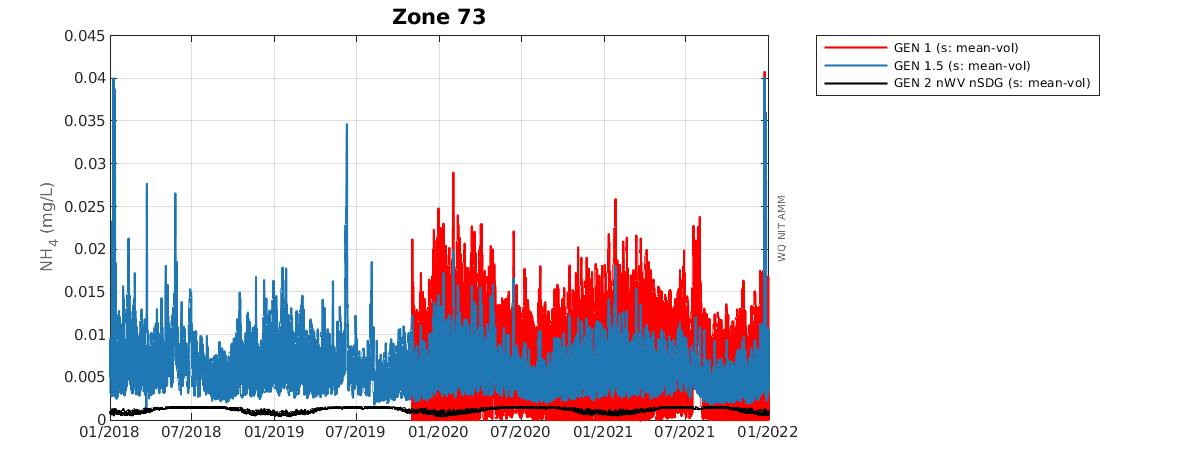 Zone 73
GEN 1 (s: mean-vol)
GEN 1.5 (s: mean-vol)
GEN 2 nWV nSDG (s: mean-vol)
NH4 (mg/L)
0.045
0.04
0.035
0.03
0.025
0.02
0.015
0.01
0.005
0
01/2018 07/2018 01/2019 07/2019 01/2020 07/2020 01/2021 07/2021 01/2022
WQ NIT AMM